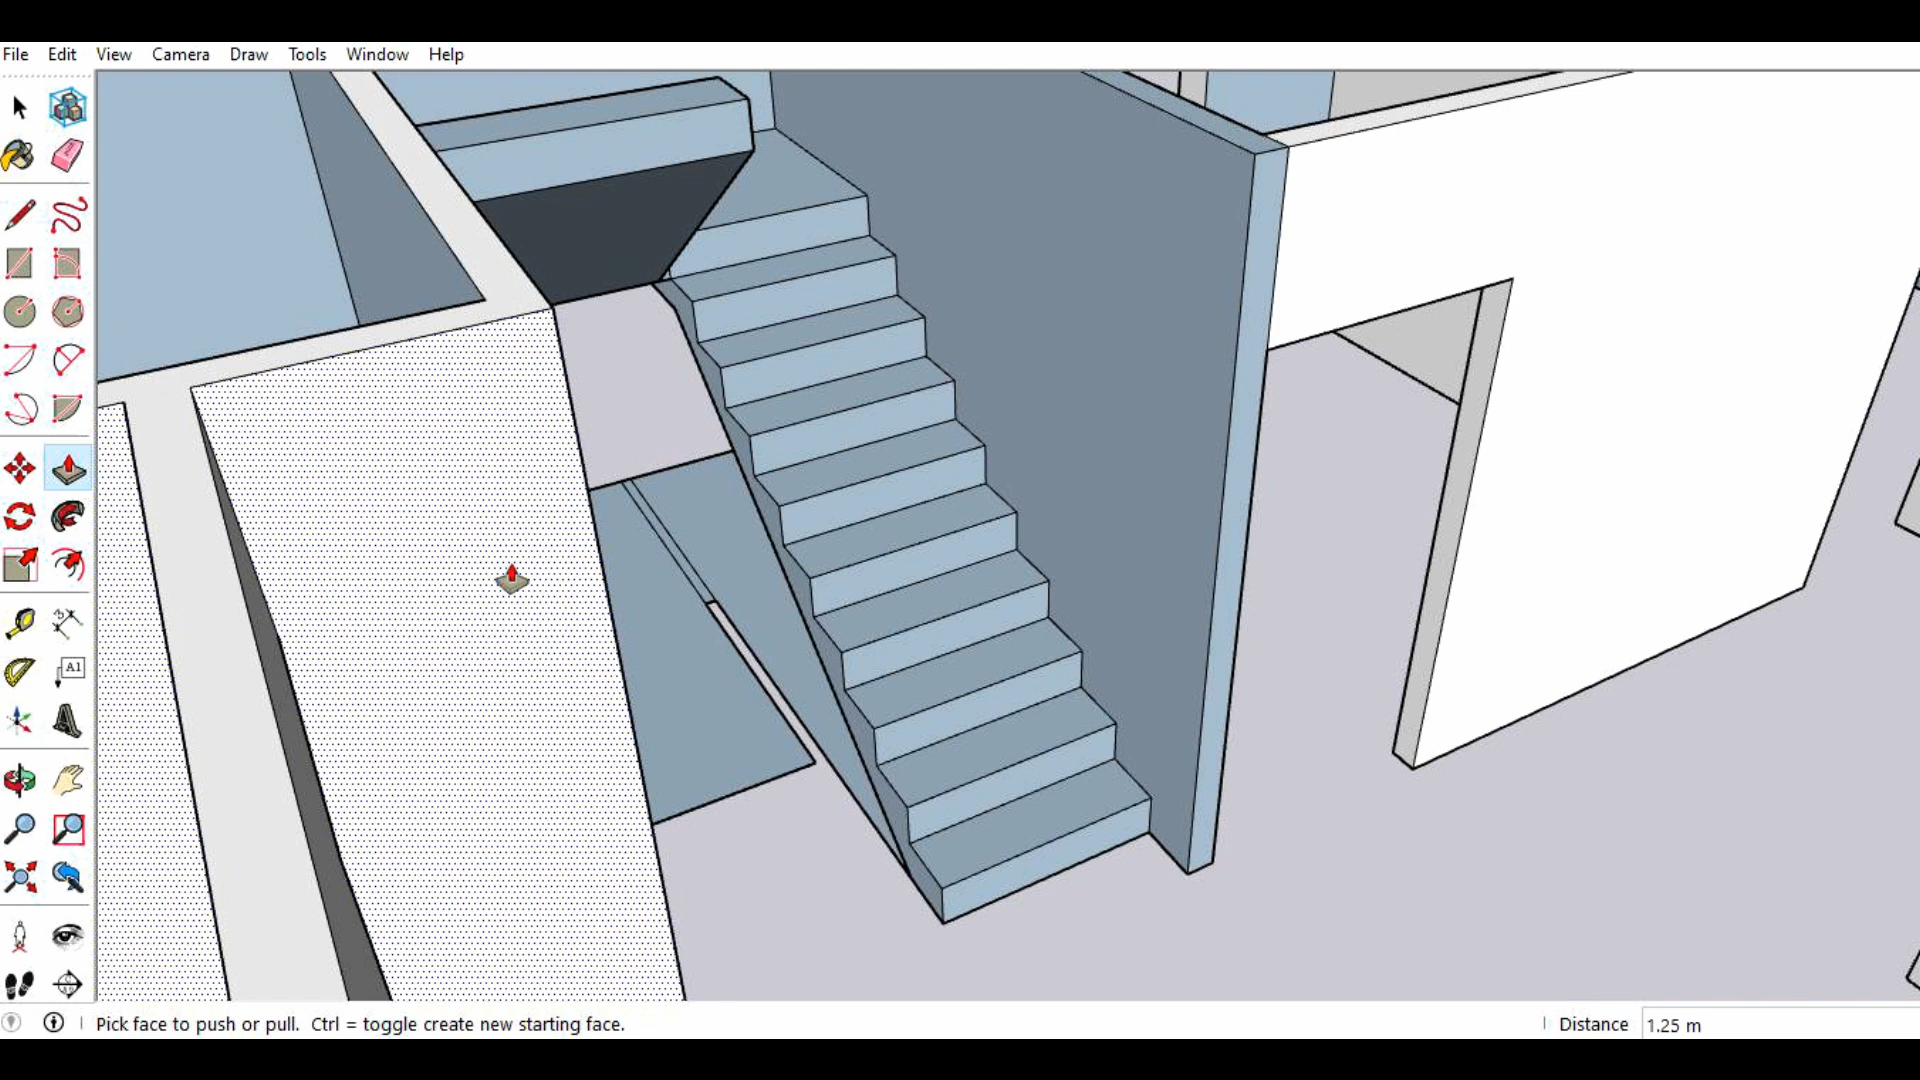 File Edit View Camera Draw Tools Window Help
A1
Pick face to push or pull. Ctrl = toggle create new starting face.
Distance 1.25 m